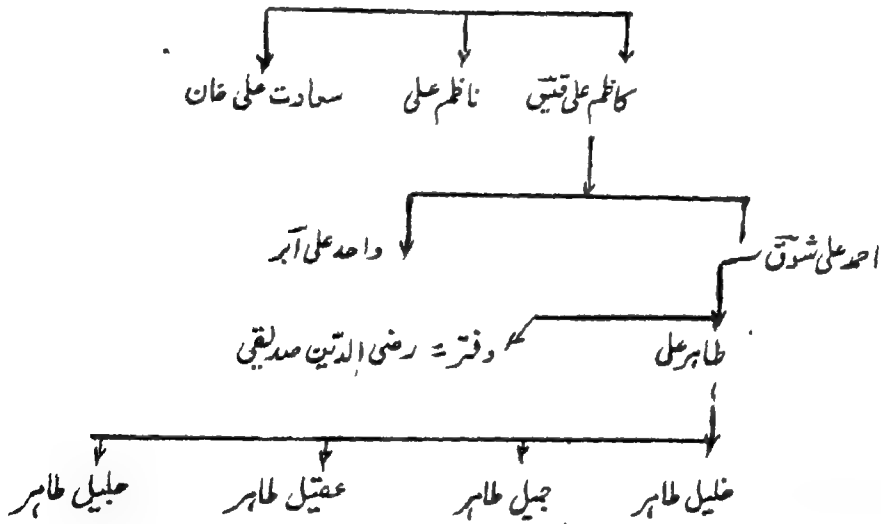 کاظم علی قتیق ناظم علی سعادت علی خان
احمد علی شوق واحد علی آبر
طاہر علی دختر = رضی الدین صدیقی
خلیل طاہر جمیل طاہر عقیل طاہر جلیل طاہر